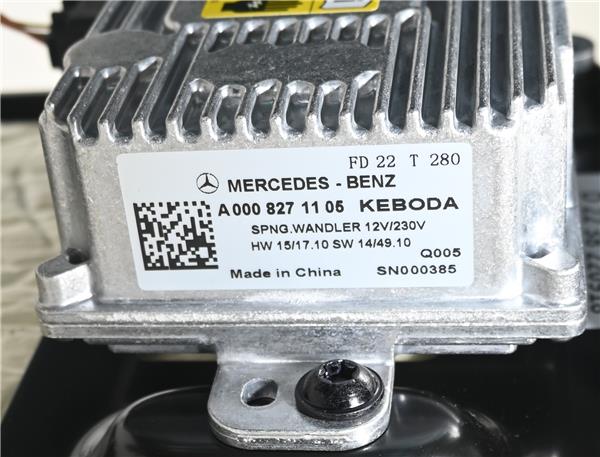 FD 22 T 280
MERCEDES - BENZ
A 000 827 11 05 KEBODA
SPNG.WANDLER 12V/230V
HW 15/17.10 SW 14/49.10
Q005
Made in China
SN000385